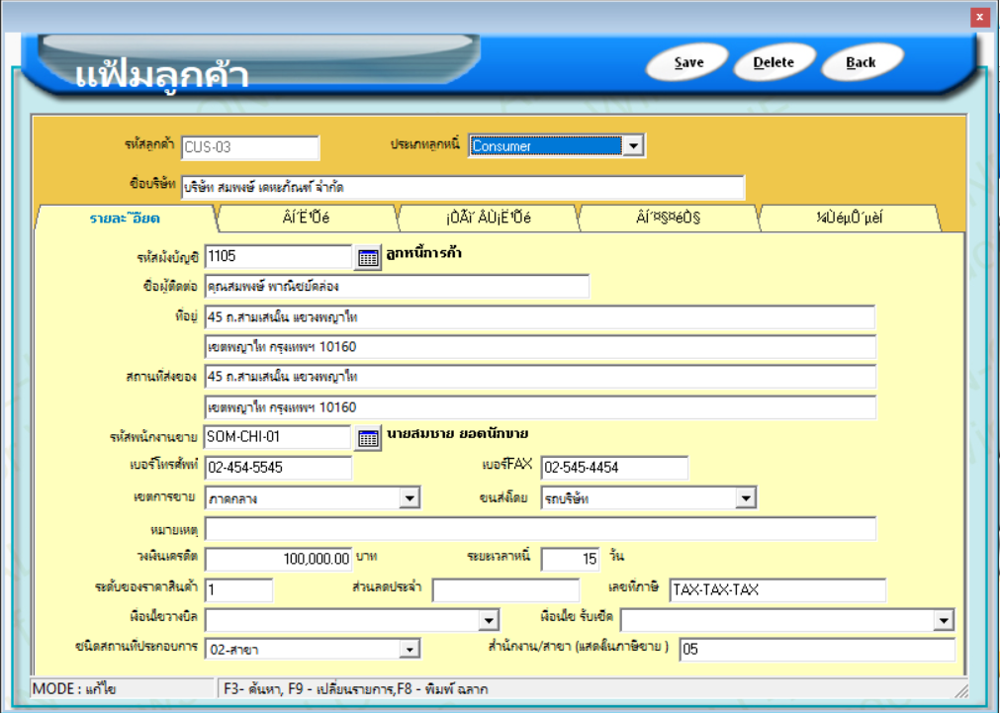 x
แฟ้มลูกค้า
Save Delete Back
รหัสลูกค้า CUS-03 ประเภทลูกหนี้ Consumer
ชื่อบริษัท บริษัท สมพงษ์ เคหะภัณฑ์ จำกัด
รายละ ÂÍ´Ë¹Õé ¡ÒÃì´ÅÙ¡Ë¹Õé ÂÍ´¤§¤éÒ§ ¼Ùé
รหัสผังบัญชี 1105 ลูกหนี้การค้า
ชื่อผู้ติดต่อ คุณสมพงษ์ พาณิชย์คล่อง
ที่อยู่ 45 ถ.สามเสนใน แขวงพญาไท
เขตพญาไท กรุงเทพฯ 10160
สถานที่ส่งของ 45 ถ.สามเสนใน แขวงพญาไท
เขตพญาไท กรุงเทพฯ 10160
รหัสพนักงานขาย SOM-CHI-01 นายสมชาย ยอดนักขาย
เบอร์โทรศัพท์ 02-454-5545 เบอร์FAX 02-545-4454
เขตการขาย ภาคกลาง ขนส่งโดย รถบริษัท
หมายเหตุ
วงเงินเครดิต 100,000.00 บาท ระยะเวลาหนี้ 15 วัน
ระดับของราคาสินค้า 1 ส่วนลดประจำ เลขที่ภาษี TAX-TAX-TAX
เงื่อนไขวางบิล เงื่อนไข รับเช็ค
ชนิดสถานที่ประกอบการ 02-สาขา สำนักงาน/สาขา (แสดงในภาษีขาย ) 05
MODE : แก้ไข F3- ค้นหา, F9 - เปลี่ยนรายการ,F8 - พิมพ์ ฉลาก